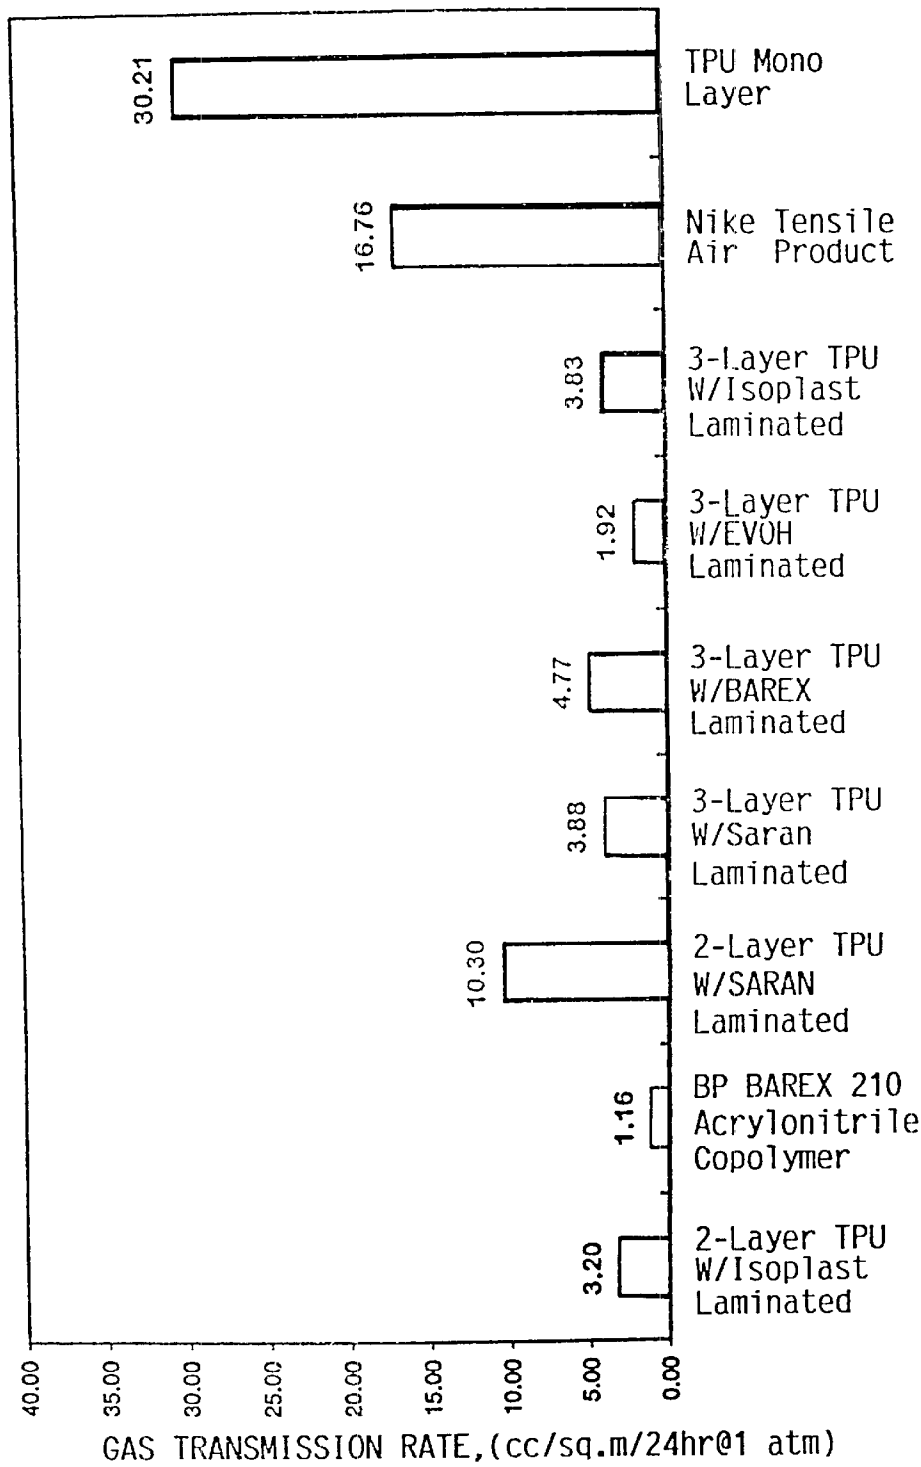 30.21
TPU Mono
Layer
16.76
Nike Tensile
Air Product
3.83
3-Layer TPU
W/Isoplast
Laminated
1.92
3-Layer TPU
W/EVOH
Laminated
4.77
3-Layer TPU
W/BAREX
Laminated
3.88
3-Layer TPU
W/Saran
Laminated
10.30
2-Layer TPU
W/SARAN
Laminated
1.16
BP BAREX 210
Acrylonitrile
Copolymer
3.20
2-Layer TPU
W/Isoplast
Laminated
40.00
35.00
30.00
25.00
20.00
15.00
10.00
5.00
0.00
GAS TRANSMISSION RATE,(cc/sq.m/24hr@1 atm)